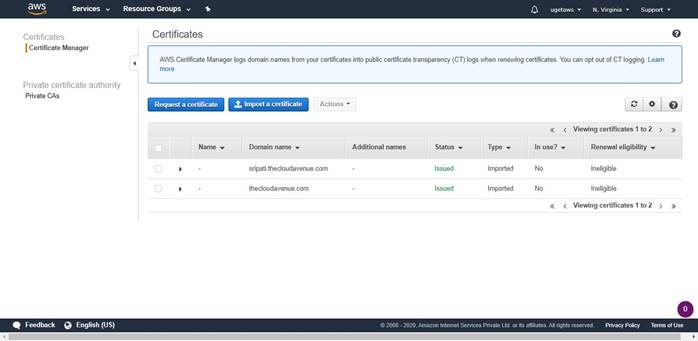 aws Services Resource Groups ugetaws N. Virginia Support
Certificates
Certificate Manager
Private certificate authority
Private CAs
Certificates
AWS Certificate Manager logs domain names from your certificates into public certificate transparency (CT) logs when renewing certificates. You can opt out of CT logging. Learn
more
Request a certificate Import a certificate Actions
Viewing certificates 1 to 2
Name Domain name Additional names Status Type In use? Renewal eligibility
- sripati.thecloudavenue.com - Issued Imported No Ineligible
- thecloudavenue.com - Issued Imported No Ineligible
Viewing certificates 1 to 2
0
Feedback English (US) © 2008 - 2020, Amazon Internet Services Private Ltd. or its affiliates. All rights reserved. Privacy Policy Terms of Use